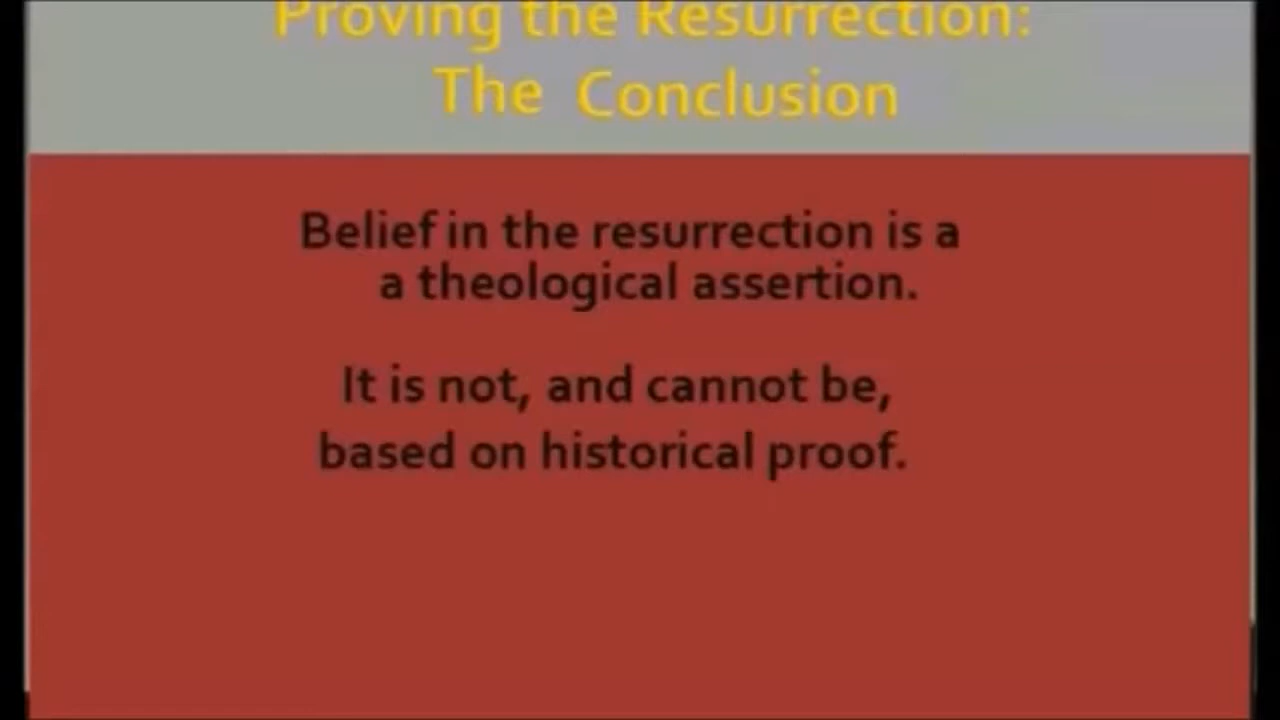 Proving the Resurrection:
The Conclusion
Belief in the resurrection is a
a theological assertion.
It is not, and cannot be,
based on historical proof.